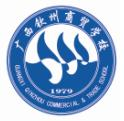 广西钦州商贸学校
1979
GUANGXI QINZHOU COMMERCIAL & TRADE SCHOOL